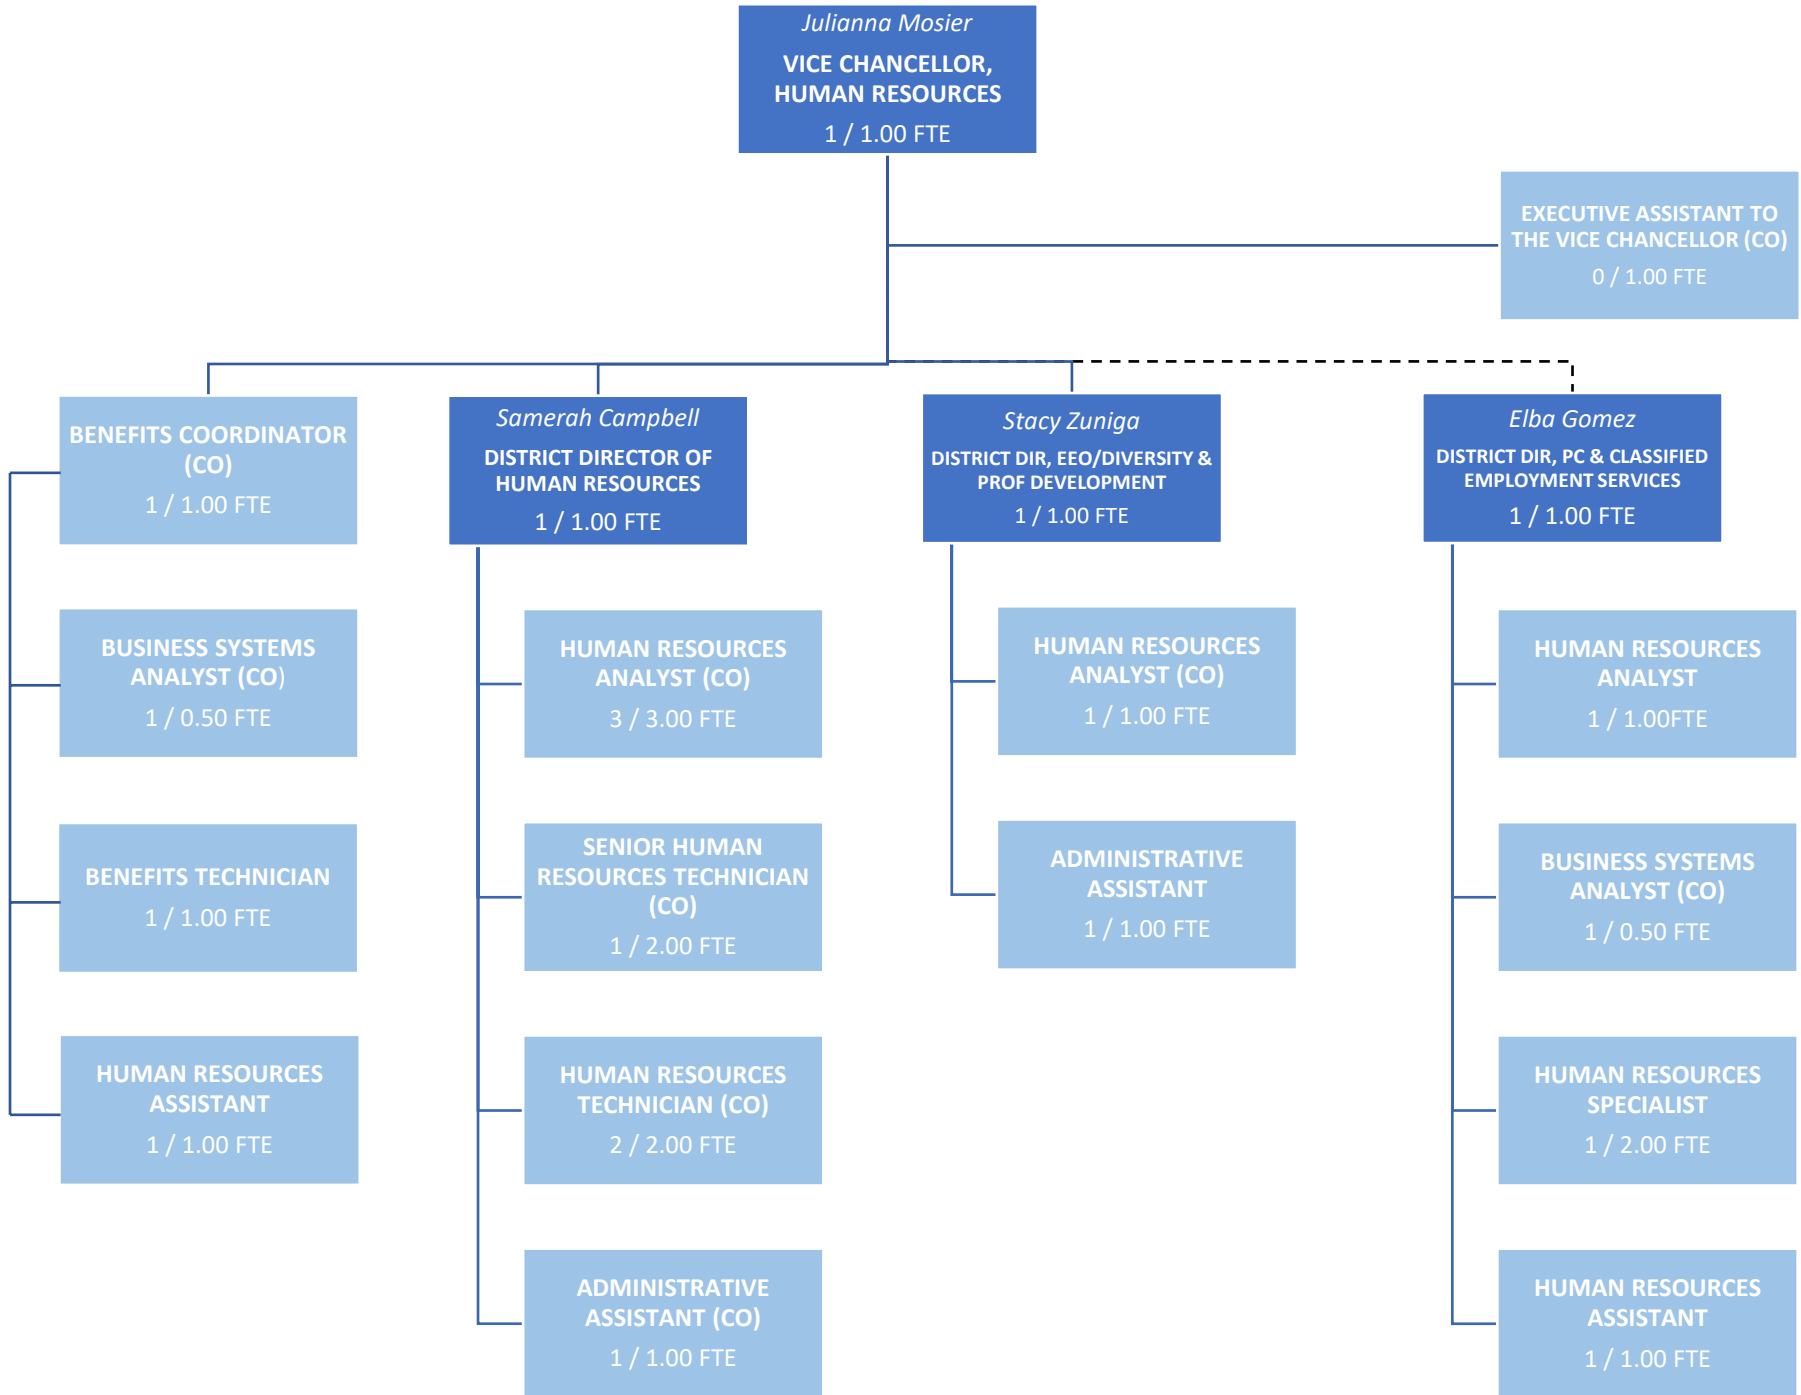 Julianna Mosier
VICE CHANCELLOR,
HUMAN RESOURCES
1 / 1.00 FTE
EXECUTIVE ASSISTANT TO
THE VICE CHANCELLOR (CO)
0 / 1.00 FTE
BENEFITS COORDINATOR
(CO)
1 / 1.00 FTE
BUSINESS SYSTEMS
ANALYST (CO)
1 / 0.50 FTE
BENEFITS TECHNICIAN
1 / 1.00 FTE
HUMAN RESOURCES
ASSISTANT
1 / 1.00 FTE
Samerah Campbell
DISTRICT DIRECTOR OF
HUMAN RESOURCES
1 / 1.00 FTE
HUMAN RESOURCES
ANALYST (CO)
3 / 3.00 FTE
SENIOR HUMAN
RESOURCES TECHNICIAN
(CO)
1 / 2.00 FTE
HUMAN RESOURCES
TECHNICIAN (CO)
2 / 2.00 FTE
ADMINISTRATIVE
ASSISTANT (CO)
1 / 1.00 FTE
Stacy Zuniga
DISTRICT DIR, EEO/DIVERSITY &
PROF DEVELOPMENT
1 / 1.00 FTE
HUMAN RESOURCES
ANALYST (CO)
1 / 1.00 FTE
ADMINISTRATIVE
ASSISTANT
1 / 1.00 FTE
Elba Gomez
DISTRICT DIR, PC & CLASSIFIED
EMPLOYMENT SERVICES
1 / 1.00 FTE
HUMAN RESOURCES
ANALYST
1 / 1.00FTE
BUSINESS SYSTEMS
ANALYST (CO)
1 / 0.50 FTE
HUMAN RESOURCES
SPECIALIST
1 / 2.00 FTE
HUMAN RESOURCES
ASSISTANT
1 / 1.00 FTE